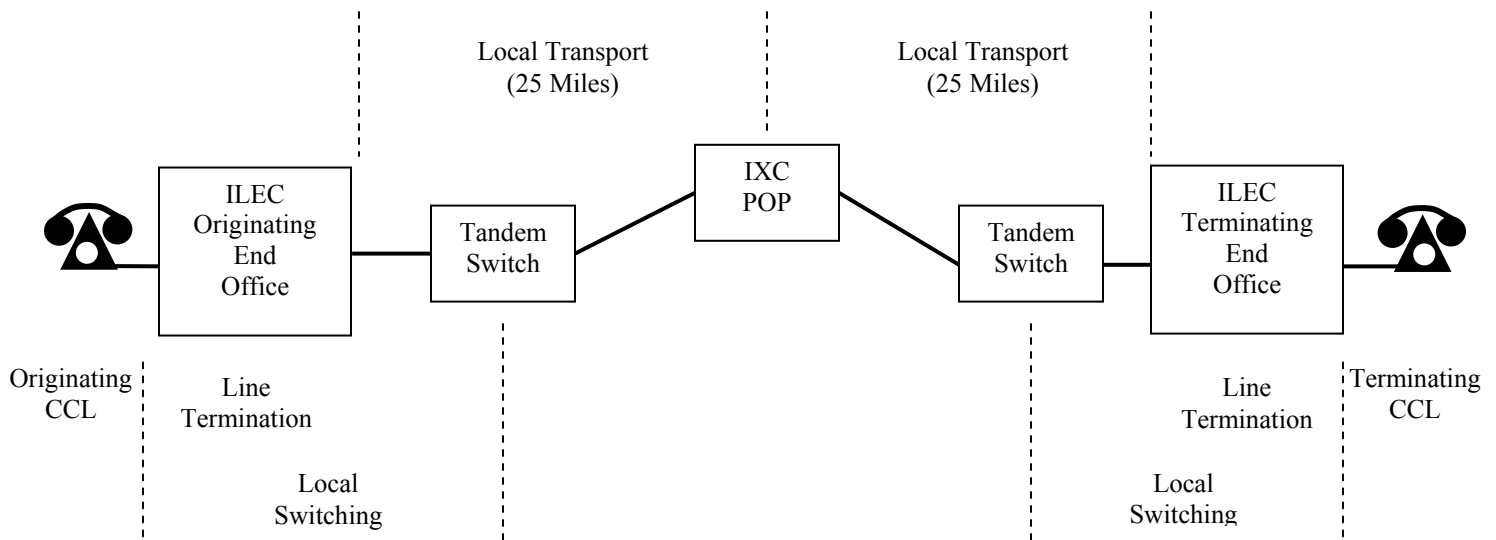 Local Transport
(25 Miles)
Local Transport
(25 Miles)
ILEC
Originating
End
Office
Tandem
Switch
IXC
POP
Tandem
Switch
ILEC
Terminating
End
Office
Originating
CCL
Line
Termination
Line
Termination
Terminating
CCL
Local
Switching
Local
Switching